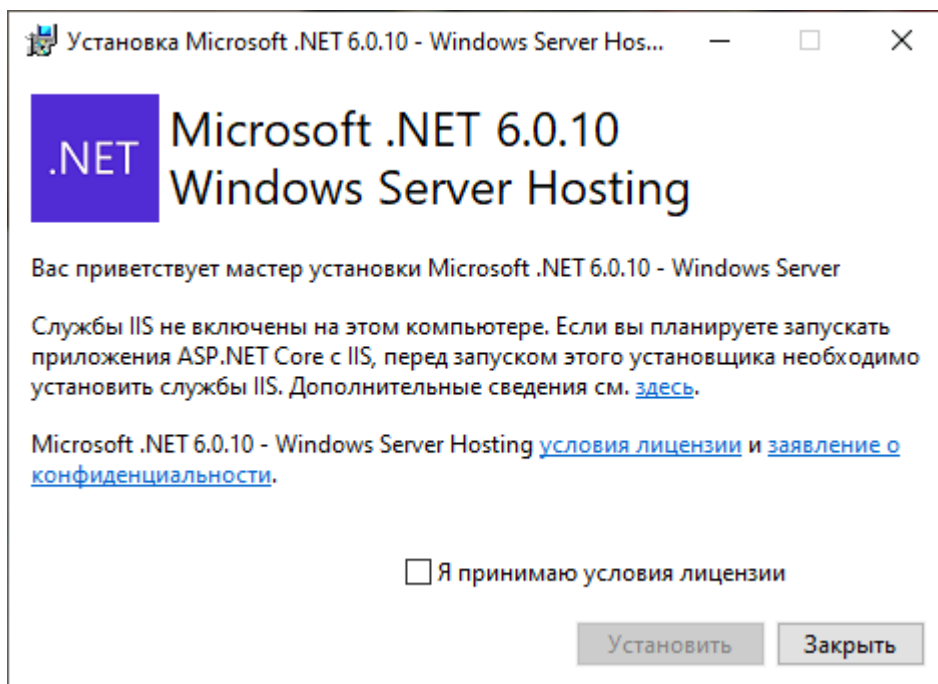 Установка Microsoft .NET 6.0.10 - Windows Server Hos...
.NET
Microsoft .NET 6.0.10
Windows Server Hosting
Вас приветствует мастер установки Microsoft .NET 6.0.10 - Windows Server
Службы IIS не включены на этом компьютере. Если вы планируете запускать
приложения ASP.NET Core с IIS, перед запуском этого установщика необходимо
установить службы IIS. Дополнительные сведения см. здесь.
Microsoft .NET 6.0.10 - Windows Server Hosting условия лицензии и заявление о
конфиденциальности.
Я принимаю условия лицензии
Установить Закрыть